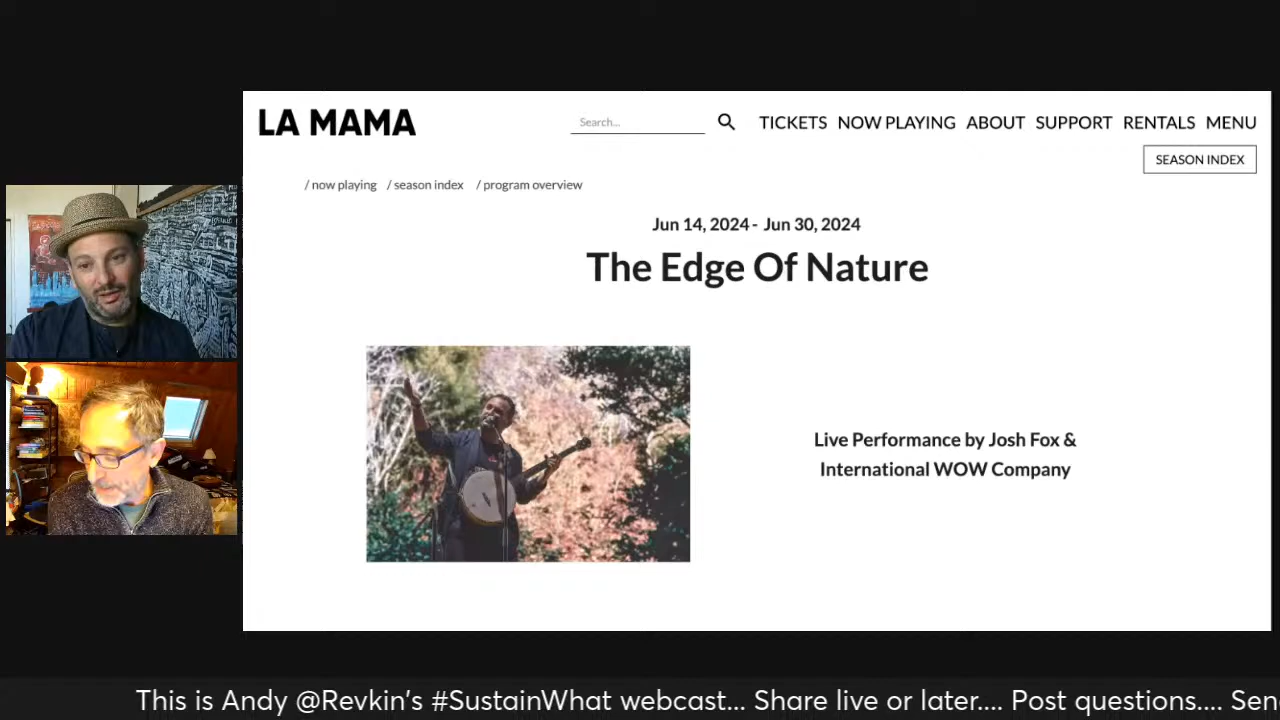 LA MAMA
Search...
TICKETS NOW PLAYING ABOUT SUPPORT RENTALS MENU
SEASON INDEX
/ now playing / season index / program overview
Jun 14, 2024 - Jun 30, 2024
The Edge Of Nature
Live Performance by Josh Fox &
International WOW Company
This is Andy @Revkin's #SustainWhat webcast... Share live or later.... Post questions.... Sen